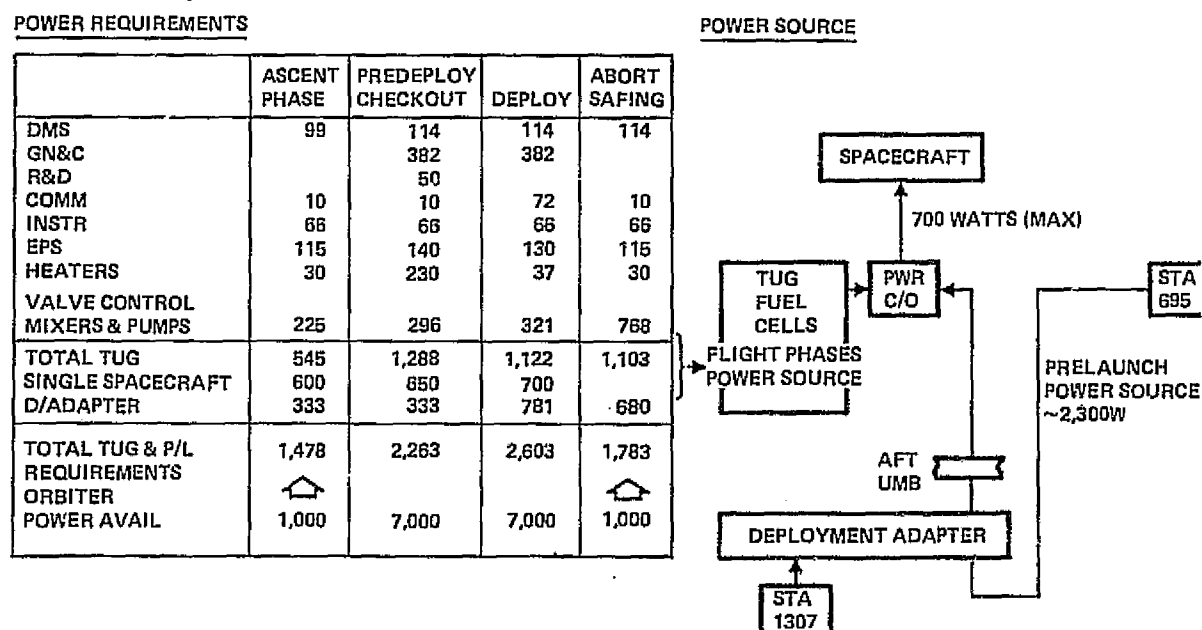 POWER REQUIREMENTS
ASCENT PHASE PREDEPLOY CHECKOUT DEPLOY ABORT SAFING
DMS 99 114 114 114
GN&C 382 382
R&D 50
COMM 10 10 72 10
INSTR 66 66 66 66
EPS 115 140 130 115
HEATERS 30 230 37 30
VALVE CONTROL
MIXERS & PUMPS 225 296 321 768
TOTAL TUG 545 1,288 1,122 1,103
SINGLE SPACECRAFT 600 650 700
D/ADAPTER 333 333 781 680
TOTAL TUG & P/L 1,478 2,263 2,603 1,783
REQUIREMENTS
ORBITER
POWER AVAIL 1,000 7,000 7,000 1,000
POWER SOURCE
SPACECRAFT
700 WATTS (MAX)
TUG
FUEL
CELLS
FLIGHT PHASES
POWER SOURCE
PWR
C/O
STA
695
PRELAUNCH
POWER SOURCE
~2,300W
AFT
UMB
DEPLOYMENT ADAPTER
STA
1307